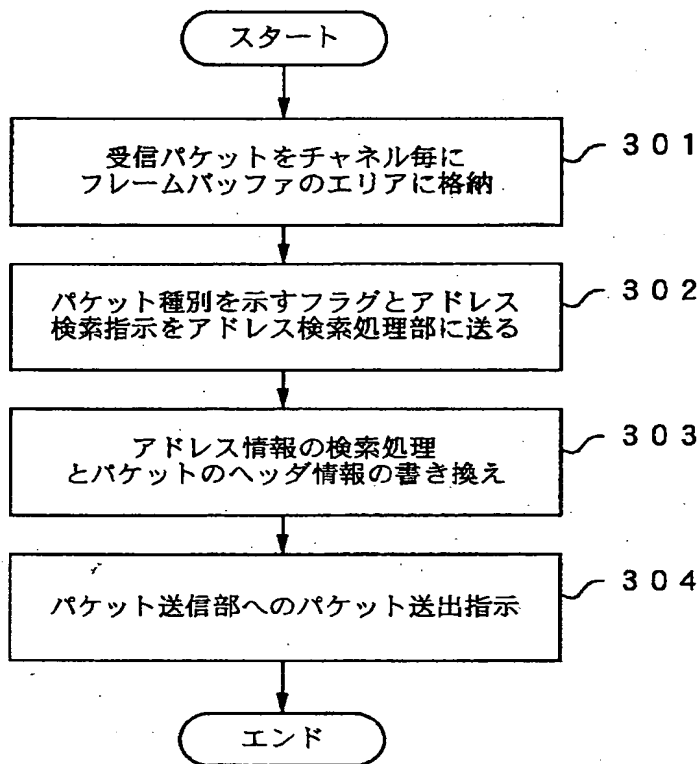 スタート
受信パケットをチャネル毎に
フレームバッファのエリアに格納
301
パケット種別を示すフラグとアドレス
検索指示をアドレス検索処理部に送る
302
アドレス情報の検索処理
とパケットのヘッダ情報の書き換え
303
パケット送信部へのパケット送出指示
304
エンド